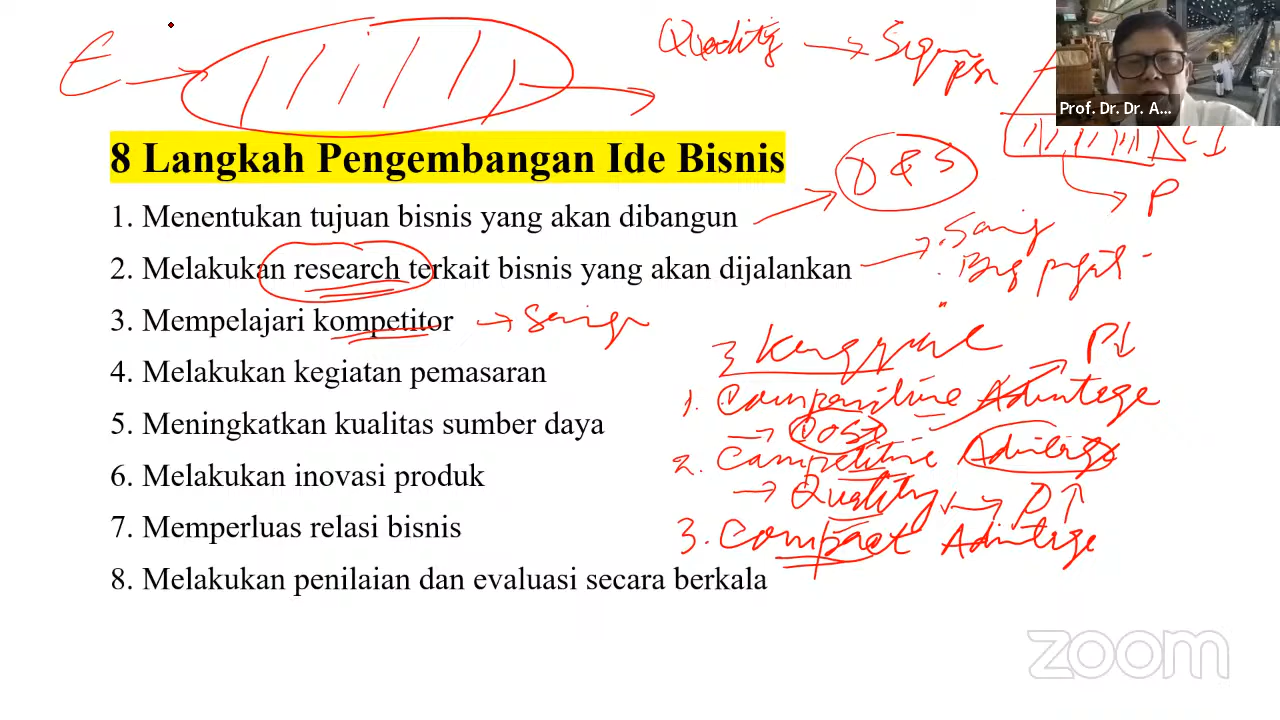 E
Quality →
Prof. Dr. Dr. A...
8 Langkah Pengembangan Ide Bisnis
I
D & S
P
1. Menentukan tujuan bisnis yang akan dibangun
2. Melakukan research terkait bisnis yang akan dijalankan
3. Mempelajari kompetitor
3
P↓
4. Melakukan kegiatan pemasaran
1. Advantage
→ Cost
5. Meningkatkan kualitas sumber daya
2. Competitive Advantage
6. Melakukan inovasi produk
→ Quality → P↑
7. Memperluas relasi bisnis
3. Compact Advantage
8. Melakukan penilaian dan evaluasi secara berkala
zoom